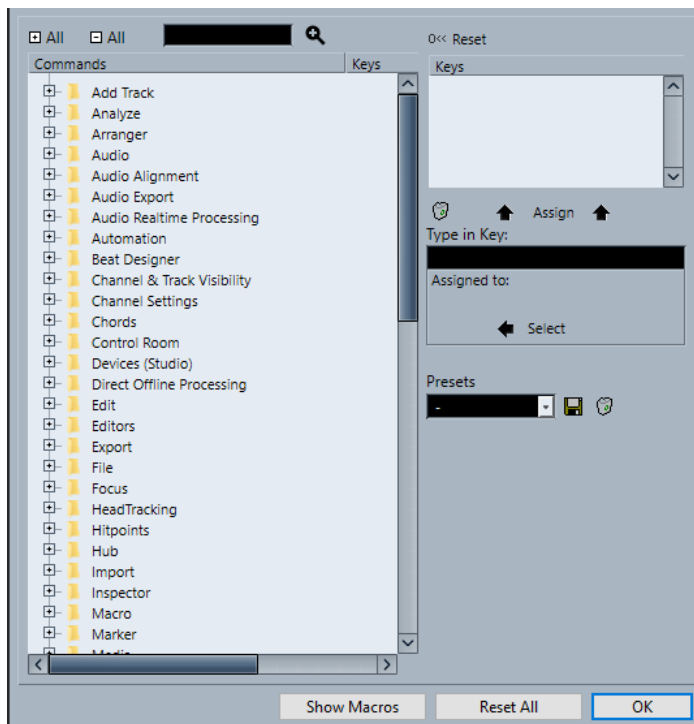 All All
0<< Reset
Commands Keys
Keys
Add Track
Analyze
Arranger
Audio
Audio Alignment
Audio Export
Audio Realtime Processing
Automation
Beat Designer
Channel & Track Visibility
Channel Settings
Chords
Control Room
Devices (Studio)
Direct Offline Processing
Edit
Editors
Export
File
Focus
HeadTracking
Hitpoints
Hub
Import
Inspector
Macro
Marker
Media
Assign
Type in Key:
Assigned to:
Select
Presets
-
Show Macros Reset All OK